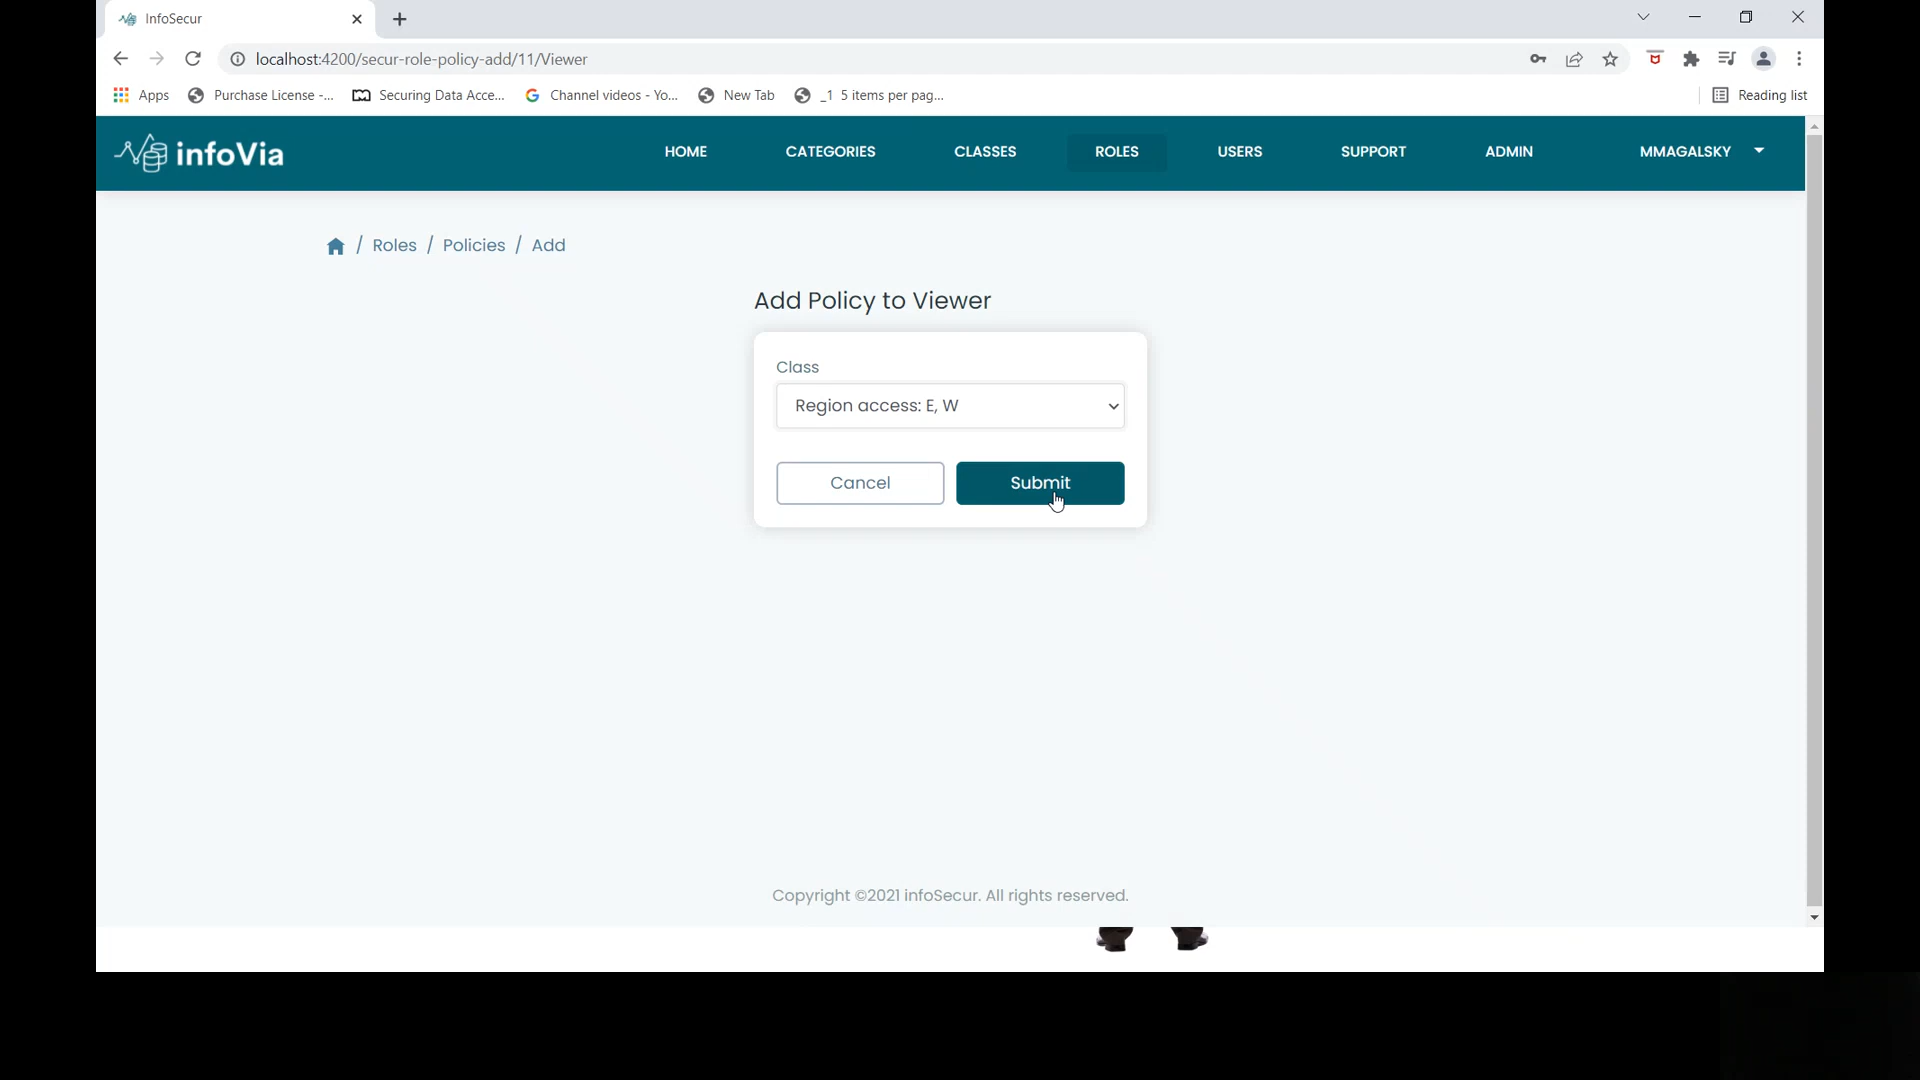 InfoSecur
localhost:4200/secur-role-policy-add/11/Viewer
Apps
Purchase License -...
Securing Data Acce...
Channel videos - Yo...
New Tab
_1 5 items per pag...
Reading list
infoVia
HOME
CATEGORIES
CLASSES
ROLES
USERS
SUPPORT
ADMIN
MMAGALSKY
/ Roles / Policies / Add
Add Policy to Viewer
Class
Region access: E, W
Cancel
Submit
Copyright ©2021 infoSecur. All rights reserved.